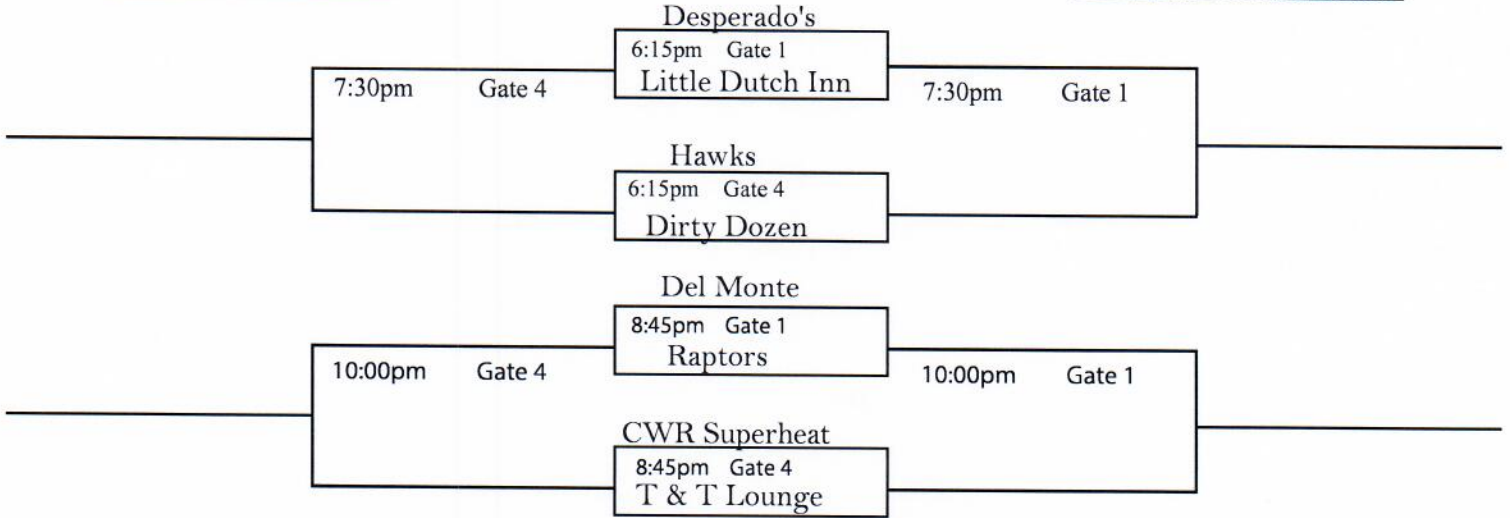 Desperado's
6:15pm Gate 1
Little Dutch Inn
7:30pm Gate 4
7:30pm Gate 1
Hawks
6:15pm Gate 4
Dirty Dozen
Del Monte
8:45pm Gate 1
Raptors
10:00pm Gate 4
10:00pm Gate 1
CWR Superheat
8:45pm Gate 4
T & T Lounge